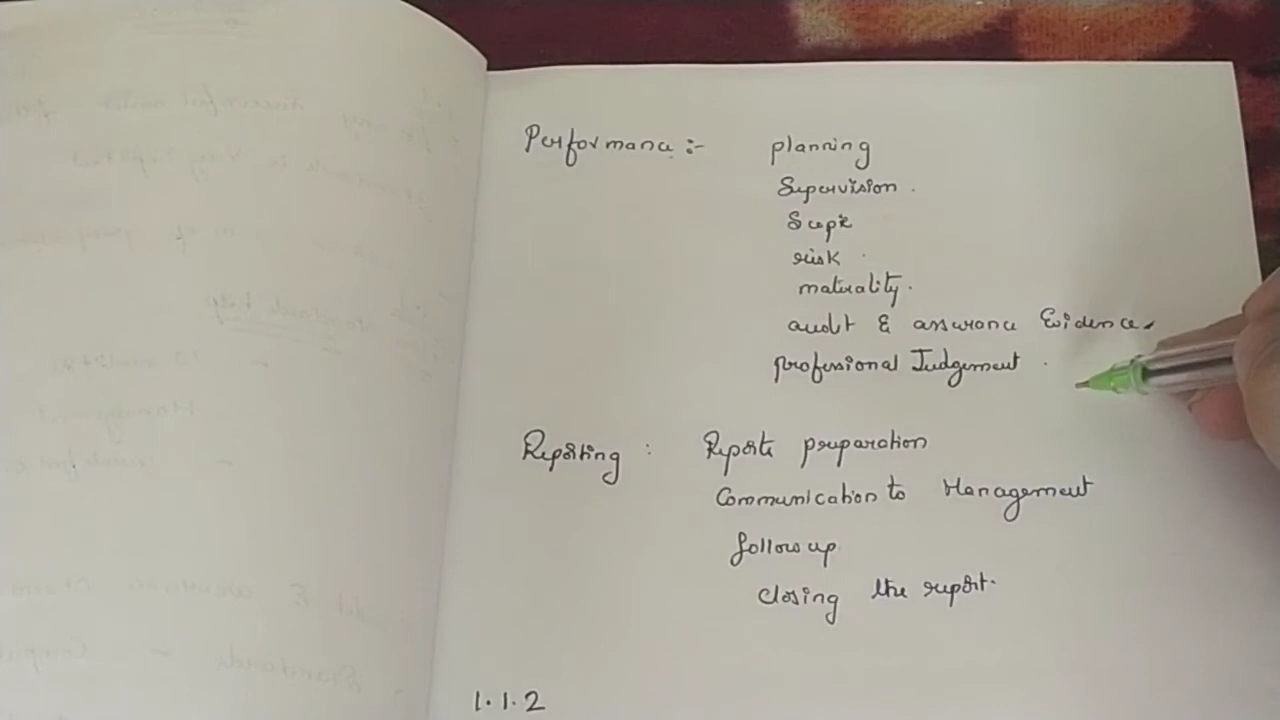 Performance :- planning
Supervision.
Scope
risk.
materiality.
audit & assurance Evidence.
professional Judgement.
Reporting : Reports preparation
Communication to Management
follow up
closing the report.
1.1.2